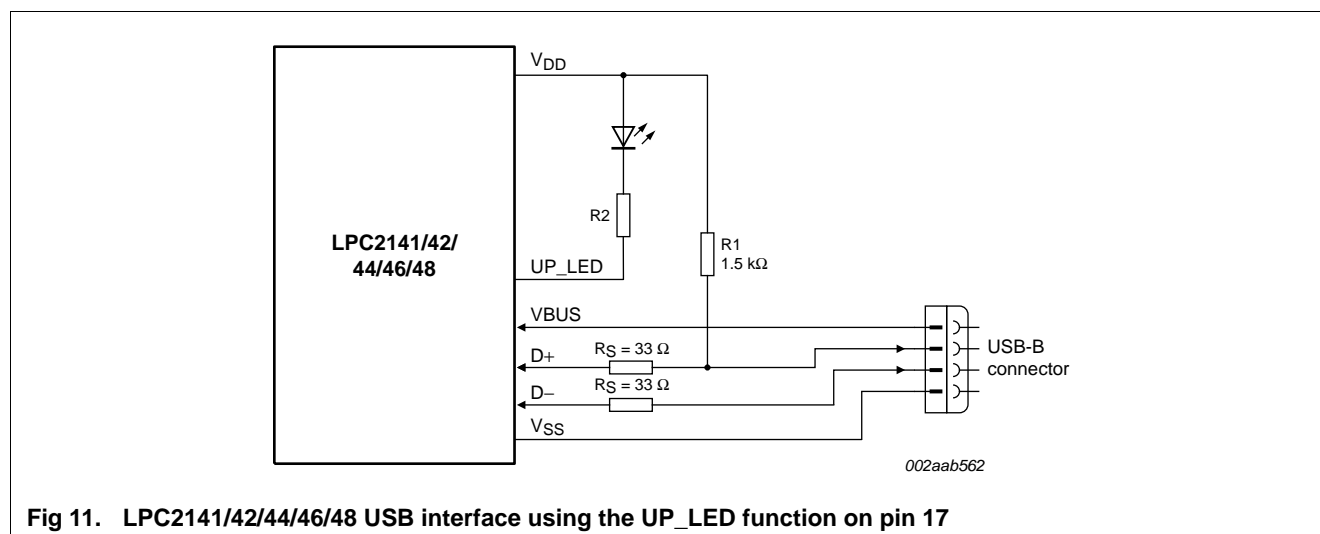 VDD
R2
LPC2141/42/
44/46/48
R1
1.5 kΩ
UP_LED
VBUS
RS = 33 Ω
D+
USB-B
connector
RS = 33 Ω
D−
VSS
002aab562
Fig 11. LPC2141/42/44/46/48 USB interface using the UP_LED function on pin 17